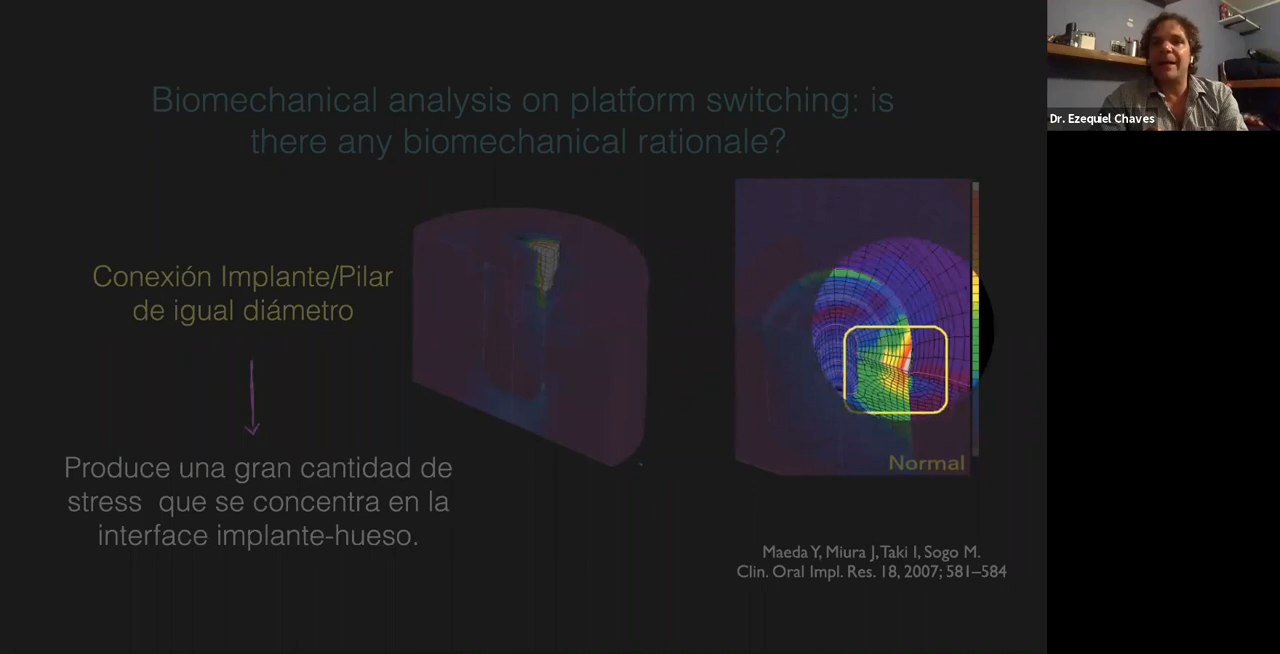 Biomechanical analysis on platform switching: is
there any biomechanical rationale?
Conexión Implante/Pilar
de igual diámetro
Produce una gran cantidad de
stress que se concentra en la
interface implante-hueso.
Normal
Maeda Y, Miura J, Taki I, Sogo M.
Clin. Oral Impl. Res. 18, 2007; 581–584
Dr. Ezequiel Chaves